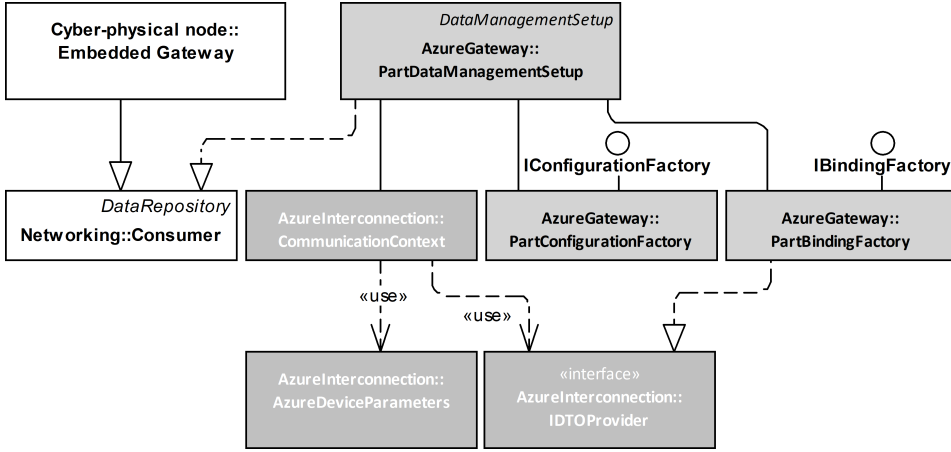 Cyber-physical node::
Embedded Gateway
DataManagementSetup
AzureGateway::
PartDataManagementSetup
IConfigurationFactory
IBindingFactory
DataRepository
Networking::Consumer
AzureInterconnection::
CommunicationContext
AzureGateway::
PartConfigurationFactory
AzureGateway::
PartBindingFactory
«use»
«use»
AzureInterconnection::
AzureDeviceParameters
«interface»
AzureInterconnection::
IDTOProvider